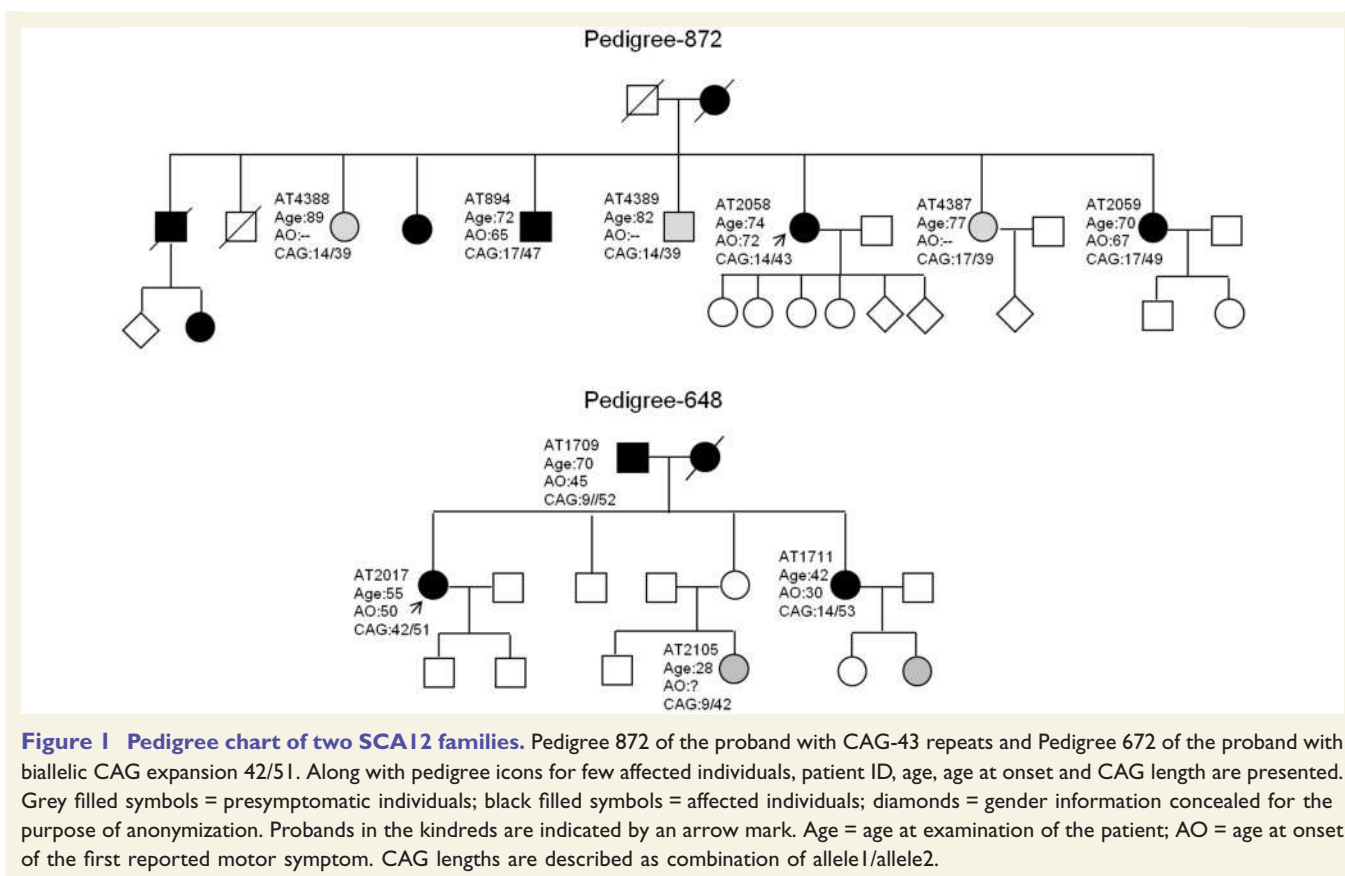 Pedigree-872
AT4388
Age:89
AO:--
CAG:14/39
AT894
Age:72
AO:65
CAG:17/47
AT4389
Age:82
AO:--
CAG:14/39
AT2058
Age:74
AO:72
CAG:14/43
AT4387
Age:77
AO:--
CAG:17/39
AT2059
Age:70
AO:67
CAG:17/49
Pedigree-648
AT1709
Age:70
AO:45
CAG:9//52
AT2017
Age:55
AO:50
CAG:42/51
AT1711
Age:42
AO:30
CAG:14/53
AT2105
Age:28
AO:?
CAG:9/42
Figure 1 Pedigree chart of two SCA12 families. Pedigree 872 of the proband with CAG-43 repeats and Pedigree 672 of the proband with
biallelic CAG expansion 42/51. Along with pedigree icons for few affected individuals, patient ID, age, age at onset and CAG length are presented.
Grey filled symbols = presymptomatic individuals; black filled symbols = affected individuals; diamonds = gender information concealed for the
purpose of anonymization. Probands in the kindreds are indicated by an arrow mark. Age = age at examination of the patient; AO = age at onset
of the first reported motor symptom. CAG lengths are described as combination of allele1/allele2.